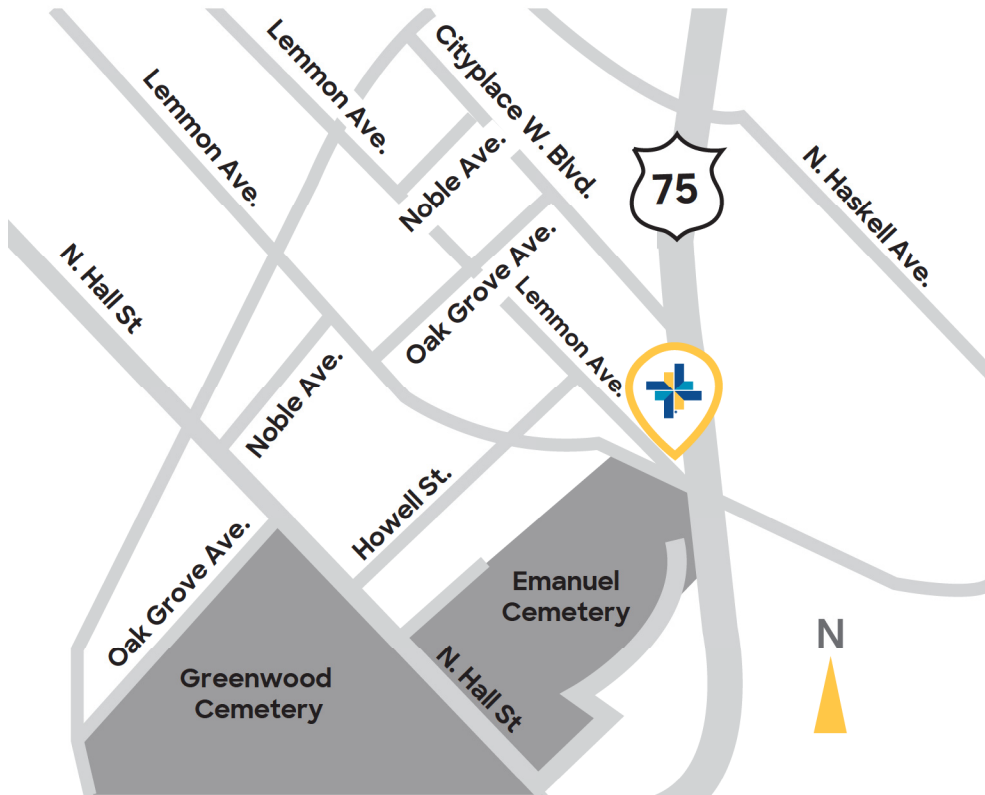 Lemmon Ave.
Cityplace W. Blvd.
Lemmon Ave.
Noble Ave.
75
N. Haskell Ave.
N. Hall St
Oak Grove Ave.
Lemmon Ave.
Noble Ave.
Howell St.
Oak Grove Ave.
Emanuel
Cemetery
N
N. Hall St
Greenwood
Cemetery